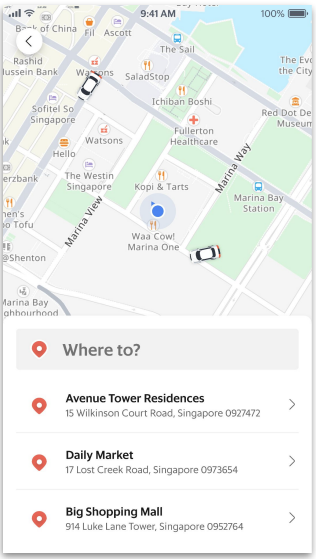 9:41 AM
100%
Bank of China
Fil
Ascott
The Sail
Rashid
Hussein Bank
Watsons
SaladStop
The Evo
the City
Ichiban Boshi
Sofitel So
Singapore
Red Dot De
Museum
Watsons
Fullerton
Healthcare
Hello
Marina Way
erzbank
The Westin
Singapore
Kopi & Tarts
Marina Bay
Station
Marina View
men's
oo Tofu
Waa Cow!
Marina One
@Shenton
Marina Bay
ghbourhood
Where to?
Avenue Tower Residences
15 Wilkinson Court Road, Singapore 0927472
Daily Market
17 Lost Creek Road, Singapore 0973654
Big Shopping Mall
914 Luke Lane Tower, Singapore 0952764